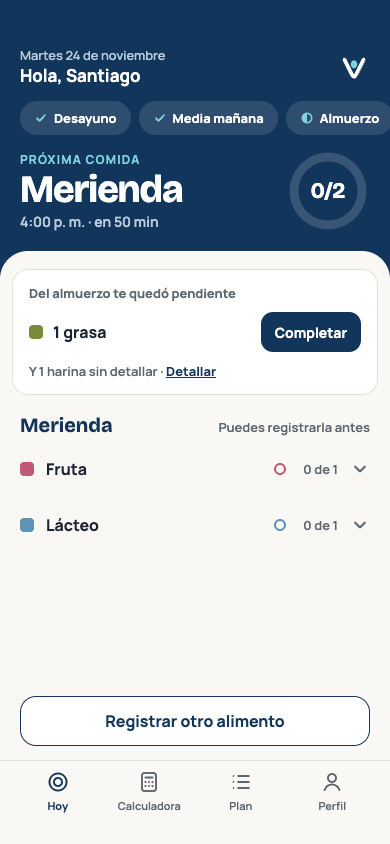 Martes 24 de noviembre
Hola, Santiago
Desayuno
Media mañana
Almuerzo
PRÓXIMA COMIDA
Merienda
4:00 p. m. · en 50 min
0/2
Del almuerzo te quedó pendiente
1 grasa
Completar
Y 1 harina sin detallar · Detallar
Merienda
Puedes registrarla antes
Fruta
0 de 1
Lácteo
0 de 1
Registrar otro alimento
Hoy
Calculadora
Plan
Perfil